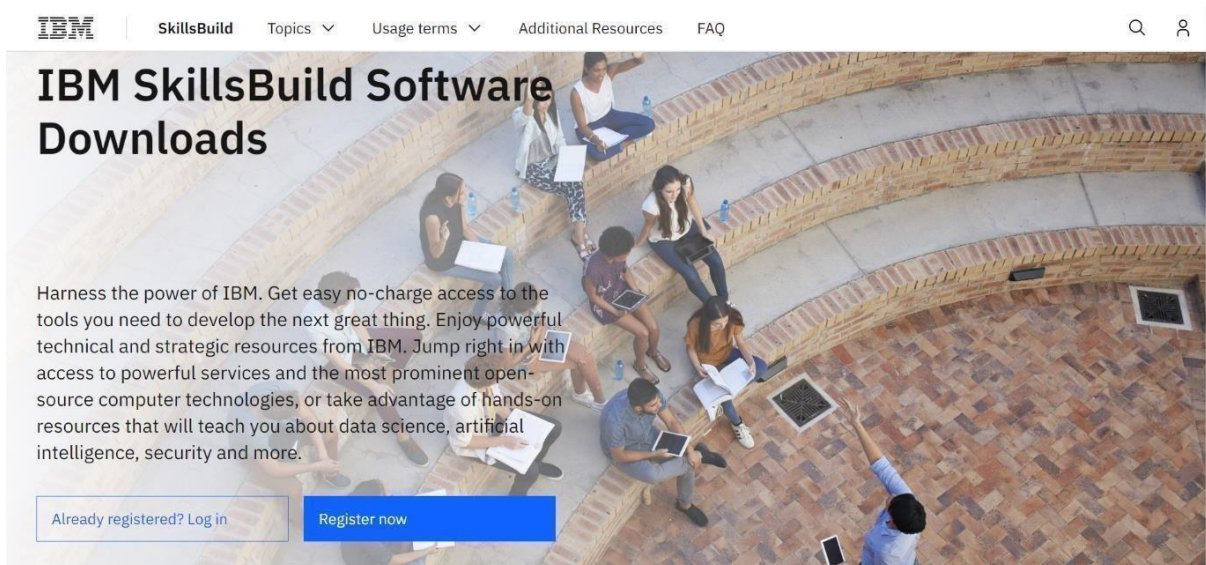 IBM SkillsBuild Topics Usage terms Additional Resources FAQ
IBM SkillsBuild Software
Downloads
Harness the power of IBM. Get easy no-charge access to the
tools you need to develop the next great thing. Enjoy powerful
technical and strategic resources from IBM. Jump right in with
access to powerful services and the most prominent open-
source computer technologies, or take advantage of hands-on
resources that will teach you about data science, artificial
intelligence, security and more.
Already registered? Log in Register now